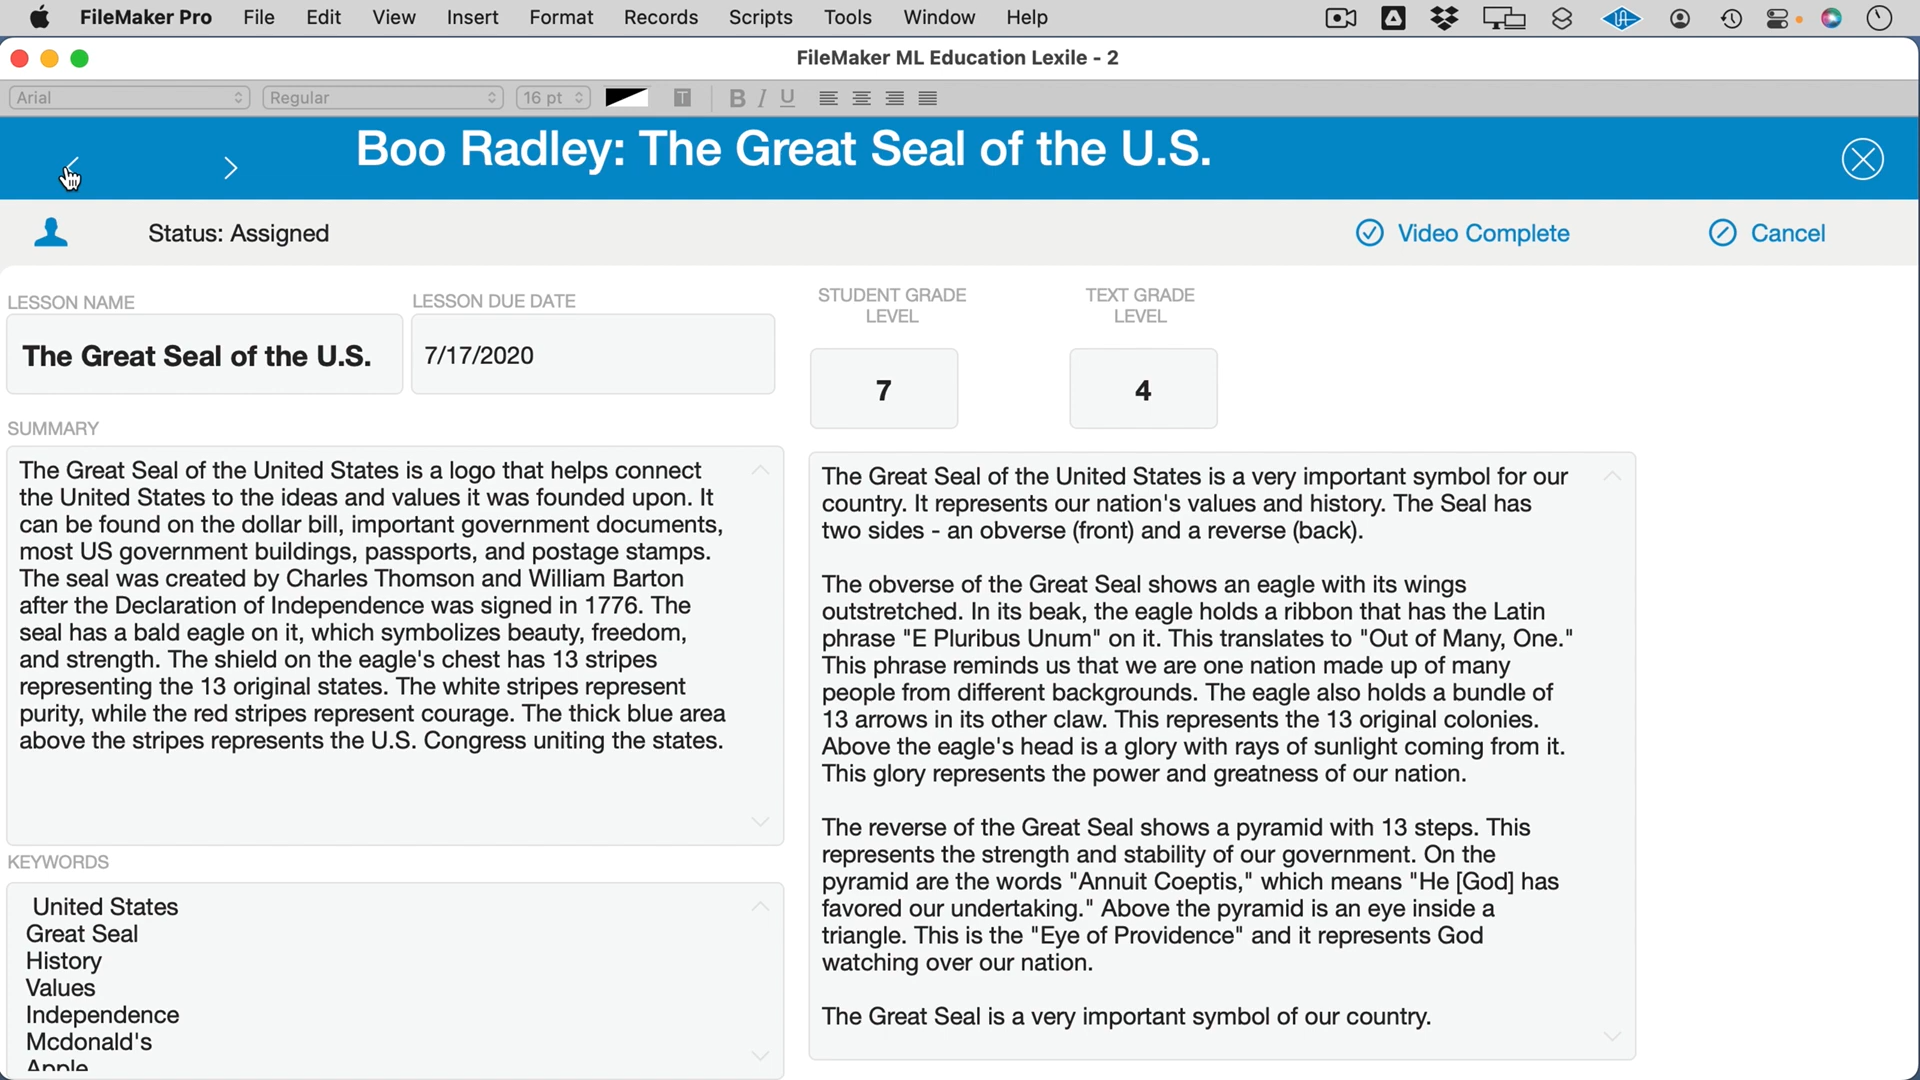 FileMaker Pro File Edit View Insert Format Records Scripts Tools Window Help
FileMaker ML Education Lexile - 2
Arial Regular 16 pt T B I U
Boo Radley: The Great Seal of the U.S.
Status: Assigned
Video Complete
Cancel
LESSON NAME
The Great Seal of the U.S.
LESSON DUE DATE
7/17/2020
STUDENT GRADE
LEVEL
7
TEXT GRADE
LEVEL
4
SUMMARY
The Great Seal of the United States is a logo that helps connect
the United States to the ideas and values it was founded upon. It
can be found on the dollar bill, important government documents,
most US government buildings, passports, and postage stamps.
The seal was created by Charles Thomson and William Barton
after the Declaration of Independence was signed in 1776. The
seal has a bald eagle on it, which symbolizes beauty, freedom,
and strength. The shield on the eagle's chest has 13 stripes
representing the 13 original states. The white stripes represent
purity, while the red stripes represent courage. The thick blue area
above the stripes represents the U.S. Congress uniting the states.
KEYWORDS
United States
Great Seal
History
Values
Independence
Mcdonald's
Apple
The Great Seal of the United States is a very important symbol for our
country. It represents our nation's values and history. The Seal has
two sides - an obverse (front) and a reverse (back).
The obverse of the Great Seal shows an eagle with its wings
outstretched. In its beak, the eagle holds a ribbon that has the Latin
phrase "E Pluribus Unum" on it. This translates to "Out of Many, One."
This phrase reminds us that we are one nation made up of many
people from different backgrounds. The eagle also holds a bundle of
13 arrows in its other claw. This represents the 13 original colonies.
Above the eagle's head is a glory with rays of sunlight coming from it.
This glory represents the power and greatness of our nation.
The reverse of the Great Seal shows a pyramid with 13 steps. This
represents the strength and stability of our government. On the
pyramid are the words "Annuit Coeptis," which means "He [God] has
favored our undertaking." Above the pyramid is an eye inside a
triangle. This is the "Eye of Providence" and it represents God
watching over our nation.
The Great Seal is a very important symbol of our country.